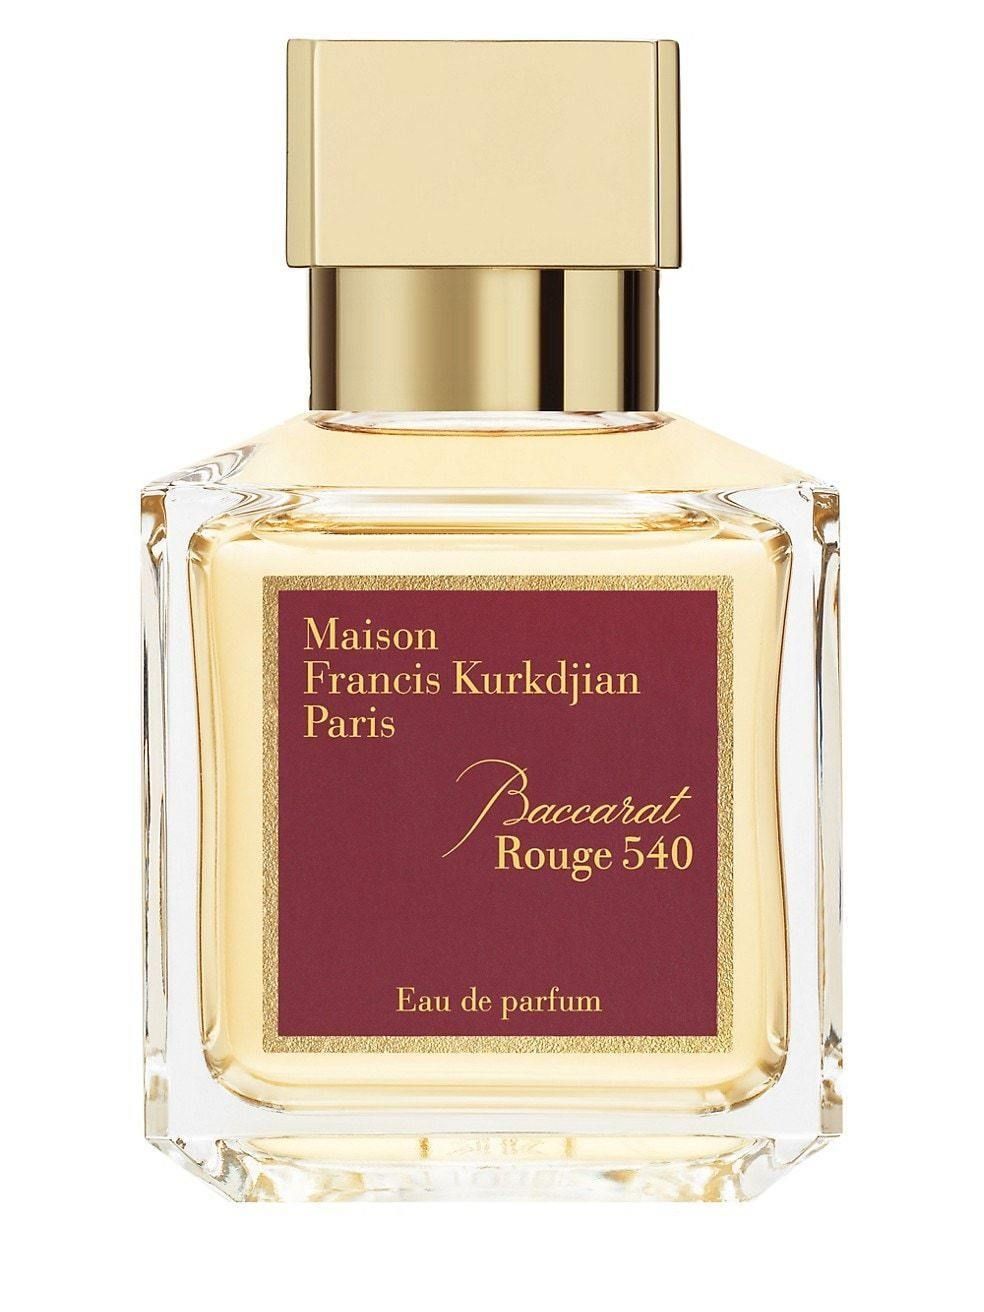 Maison
Francis Kurkdjian
Paris
Baccarat
Rouge 540
Eau de parfum